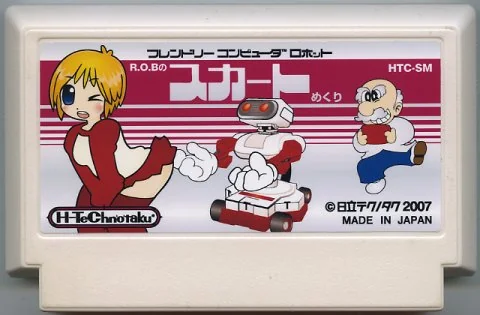 フレンドリー コンピュータ ロボット
R.O.Bの
スカート
めくり
HTC-SM
H-TeChnotaku
©日立テクノタク 2007
MADE IN JAPAN